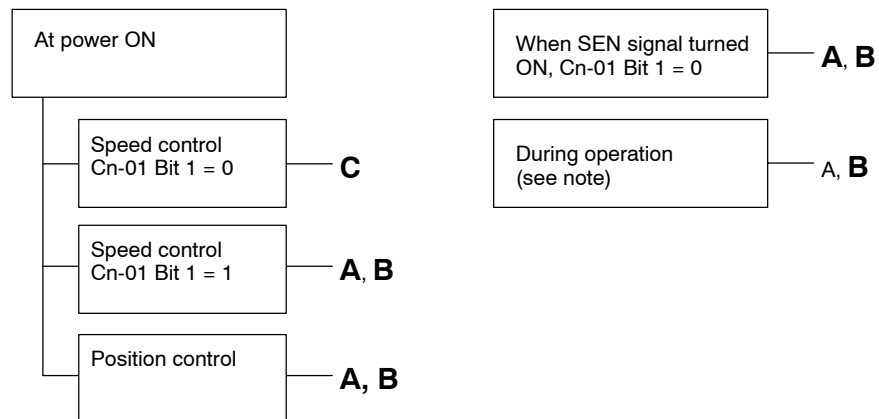 At power ON
Speed control
Cn-01 Bit 1 = 0
C
Speed control
Cn-01 Bit 1 = 1
A, B
Position control
A, B
When SEN signal turned
ON, Cn-01 Bit 1 = 0
A, B
During operation
(see note)
A, B